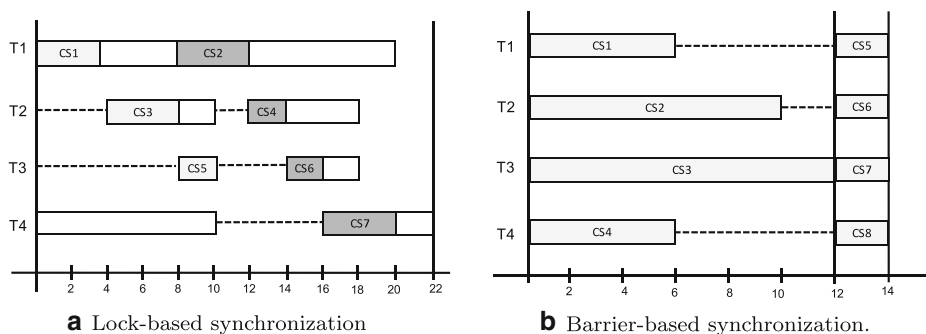 T1 CS1 CS2
T2 CS3 CS4
T3 CS5 CS6
T4 CS7
2 4 6 8 10 12 14 16 18 20 22
a Lock-based synchronization
T1 CS1 CS5
T2 CS2 CS6
T3 CS3 CS7
T4 CS4 CS8
2 4 6 8 10 12 14
b Barrier-based synchronization.